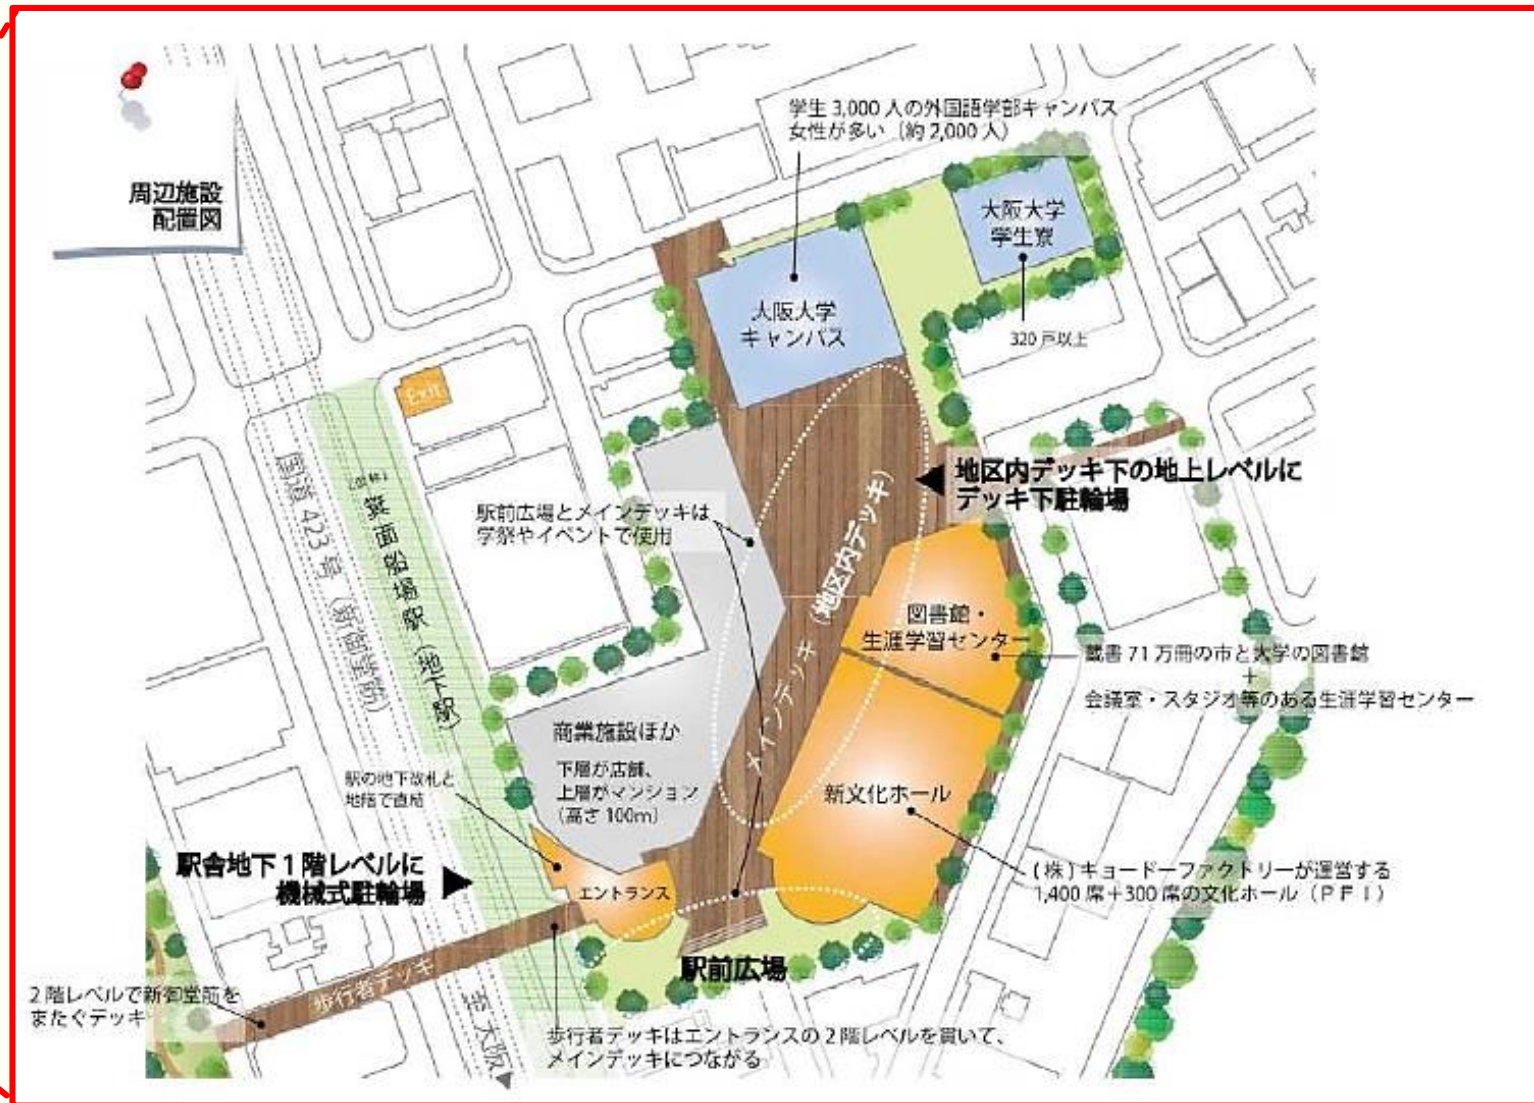 周辺施設
配置図
学生 3,000 人の外国語学部キャンパス
女性が多い（約 2,000 人）
大阪大学
学生寮
大阪大学
キャンパス
320 戸以上
Exit
地区内デッキ下の地上レベルに
デッキ下駐輪場
国道 423 号（新御堂筋）
箕面船場駅（地下駅）
駅前広場とメインデッキは
学祭やイベントで使用
メインデッキ（地区内デッキ）
図書館・
生涯学習センター
蔵書 71 万冊の市と大学の図書館
+
会議室・スタジオ等のある生涯学習センター
商業施設ほか
下層が店舗、
上層がマンション
（高さ 100m）
駅の地下改札と
地階で直結
新文化ホール
駅舎地下 1 階レベルに
機械式駐輪場
エントランス
(株)キョードーファクトリーが運営する
1,400 席＋300 席の文化ホール（ＰＦＩ）
駅前広場
歩行者デッキ
2 階レベルで新御堂筋を
またぐデッキ
至 大阪
歩行者デッキはエントランスの 2 階レベルを貫いて、
メインデッキにつながる